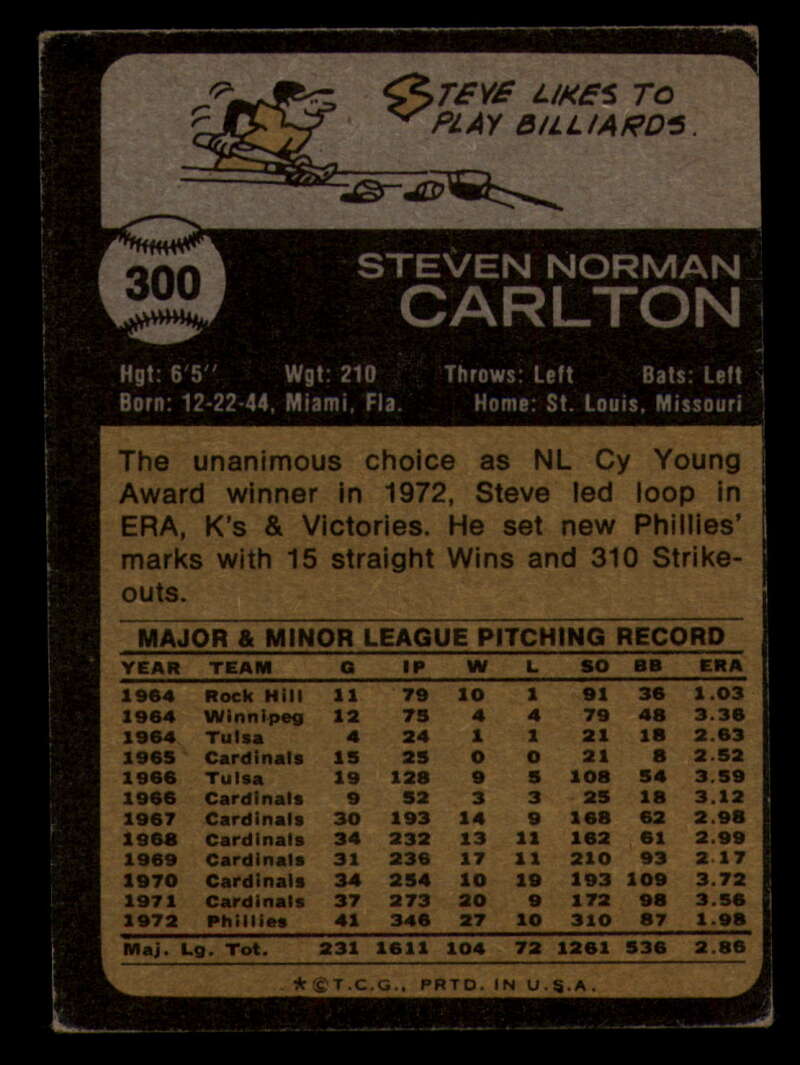 STEVE LIKES TO
PLAY BILLIARDS.
300
STEVEN NORMAN
CARLTON
Hgt: 6'5" Wgt: 210 Throws: Left Bats: Left
Born: 12-22-44, Miami, Fla. Home: St. Louis, Missouri
The unanimous choice as NL Cy Young
Award winner in 1972, Steve led loop in
ERA, K's & Victories. He set new Phillies'
marks with 15 straight Wins and 310 Strike-
outs.
MAJOR & MINOR LEAGUE PITCHING RECORD
YEAR TEAM G IP W L SO BB ERA
1964 Rock Hill 11 79 10 1 91 36 1.03
1964 Winnipeg 12 75 4 4 79 48 3.36
1964 Tulsa 4 24 1 1 21 18 2.63
1965 Cardinals 15 25 0 0 21 8 2.52
1966 Tulsa 19 128 9 5 108 54 3.59
1966 Cardinals 9 52 3 3 25 18 3.12
1967 Cardinals 30 193 14 9 168 62 2.98
1968 Cardinals 34 232 13 11 162 61 2.99
1969 Cardinals 31 236 17 11 210 93 2.17
1970 Cardinals 34 254 10 19 193 109 3.72
1971 Cardinals 37 273 20 9 172 98 3.56
1972 Phillies 41 346 27 10 310 87 1.98
Maj. Lg. Tot. 231 1611 104 72 1261 536 2.86
*©T.C.G., PRTD. IN U.S.A.